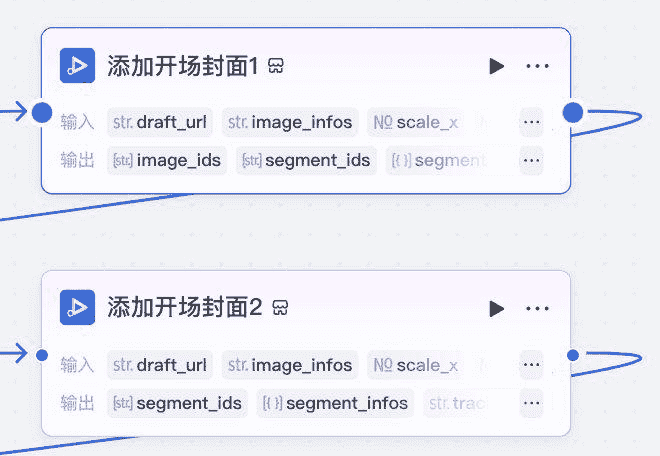 添加开场封面1
输入 str. draft_url str. image_infos № scale_x ...
输出 [str.] image_ids [str.] segment_ids [{ }] segment ...
添加开场封面2
输入 str. draft_url str. image_infos № scale_x ...
输出 [str.] segment_ids [{ }] segment_infos str. trac ...